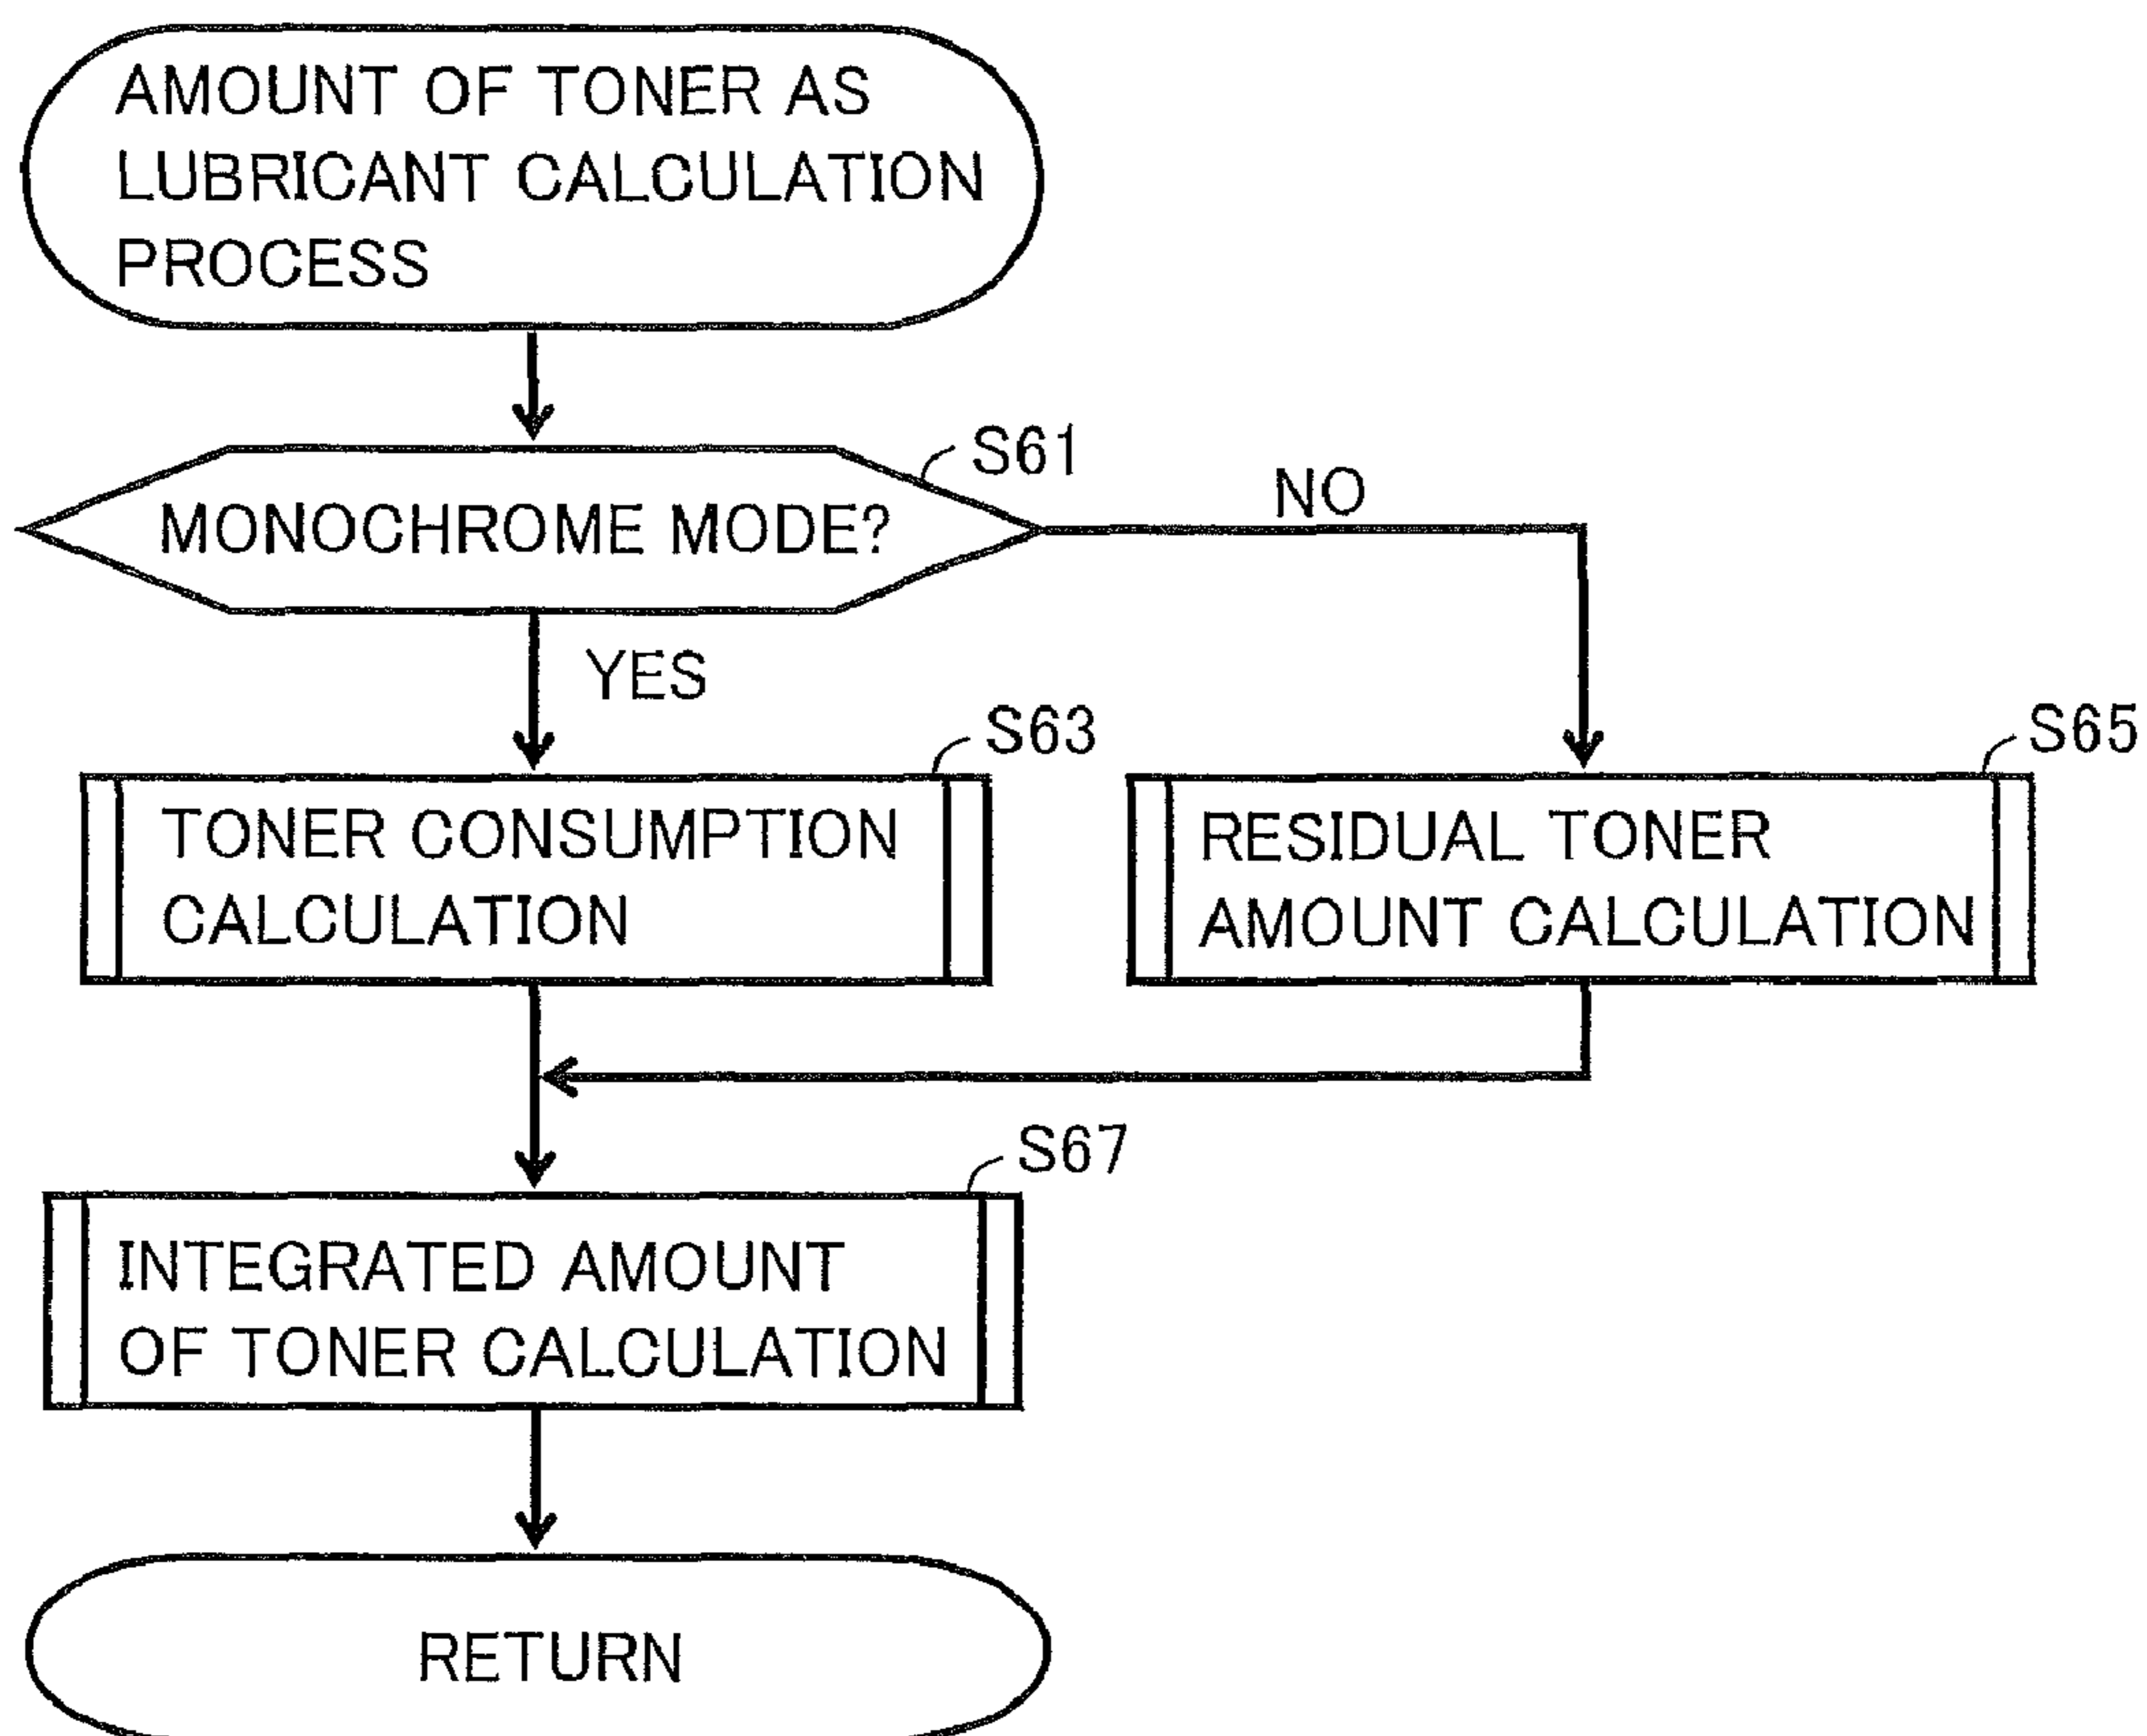 AMOUNT OF TONER AS
LUBRICANT CALCULATION
PROCESS
S61
MONOCHROME MODE?
NO
YES
S63
TONER CONSUMPTION
CALCULATION
S65
RESIDUAL TONER
AMOUNT CALCULATION
S67
INTEGRATED AMOUNT
OF TONER CALCULATION
RETURN